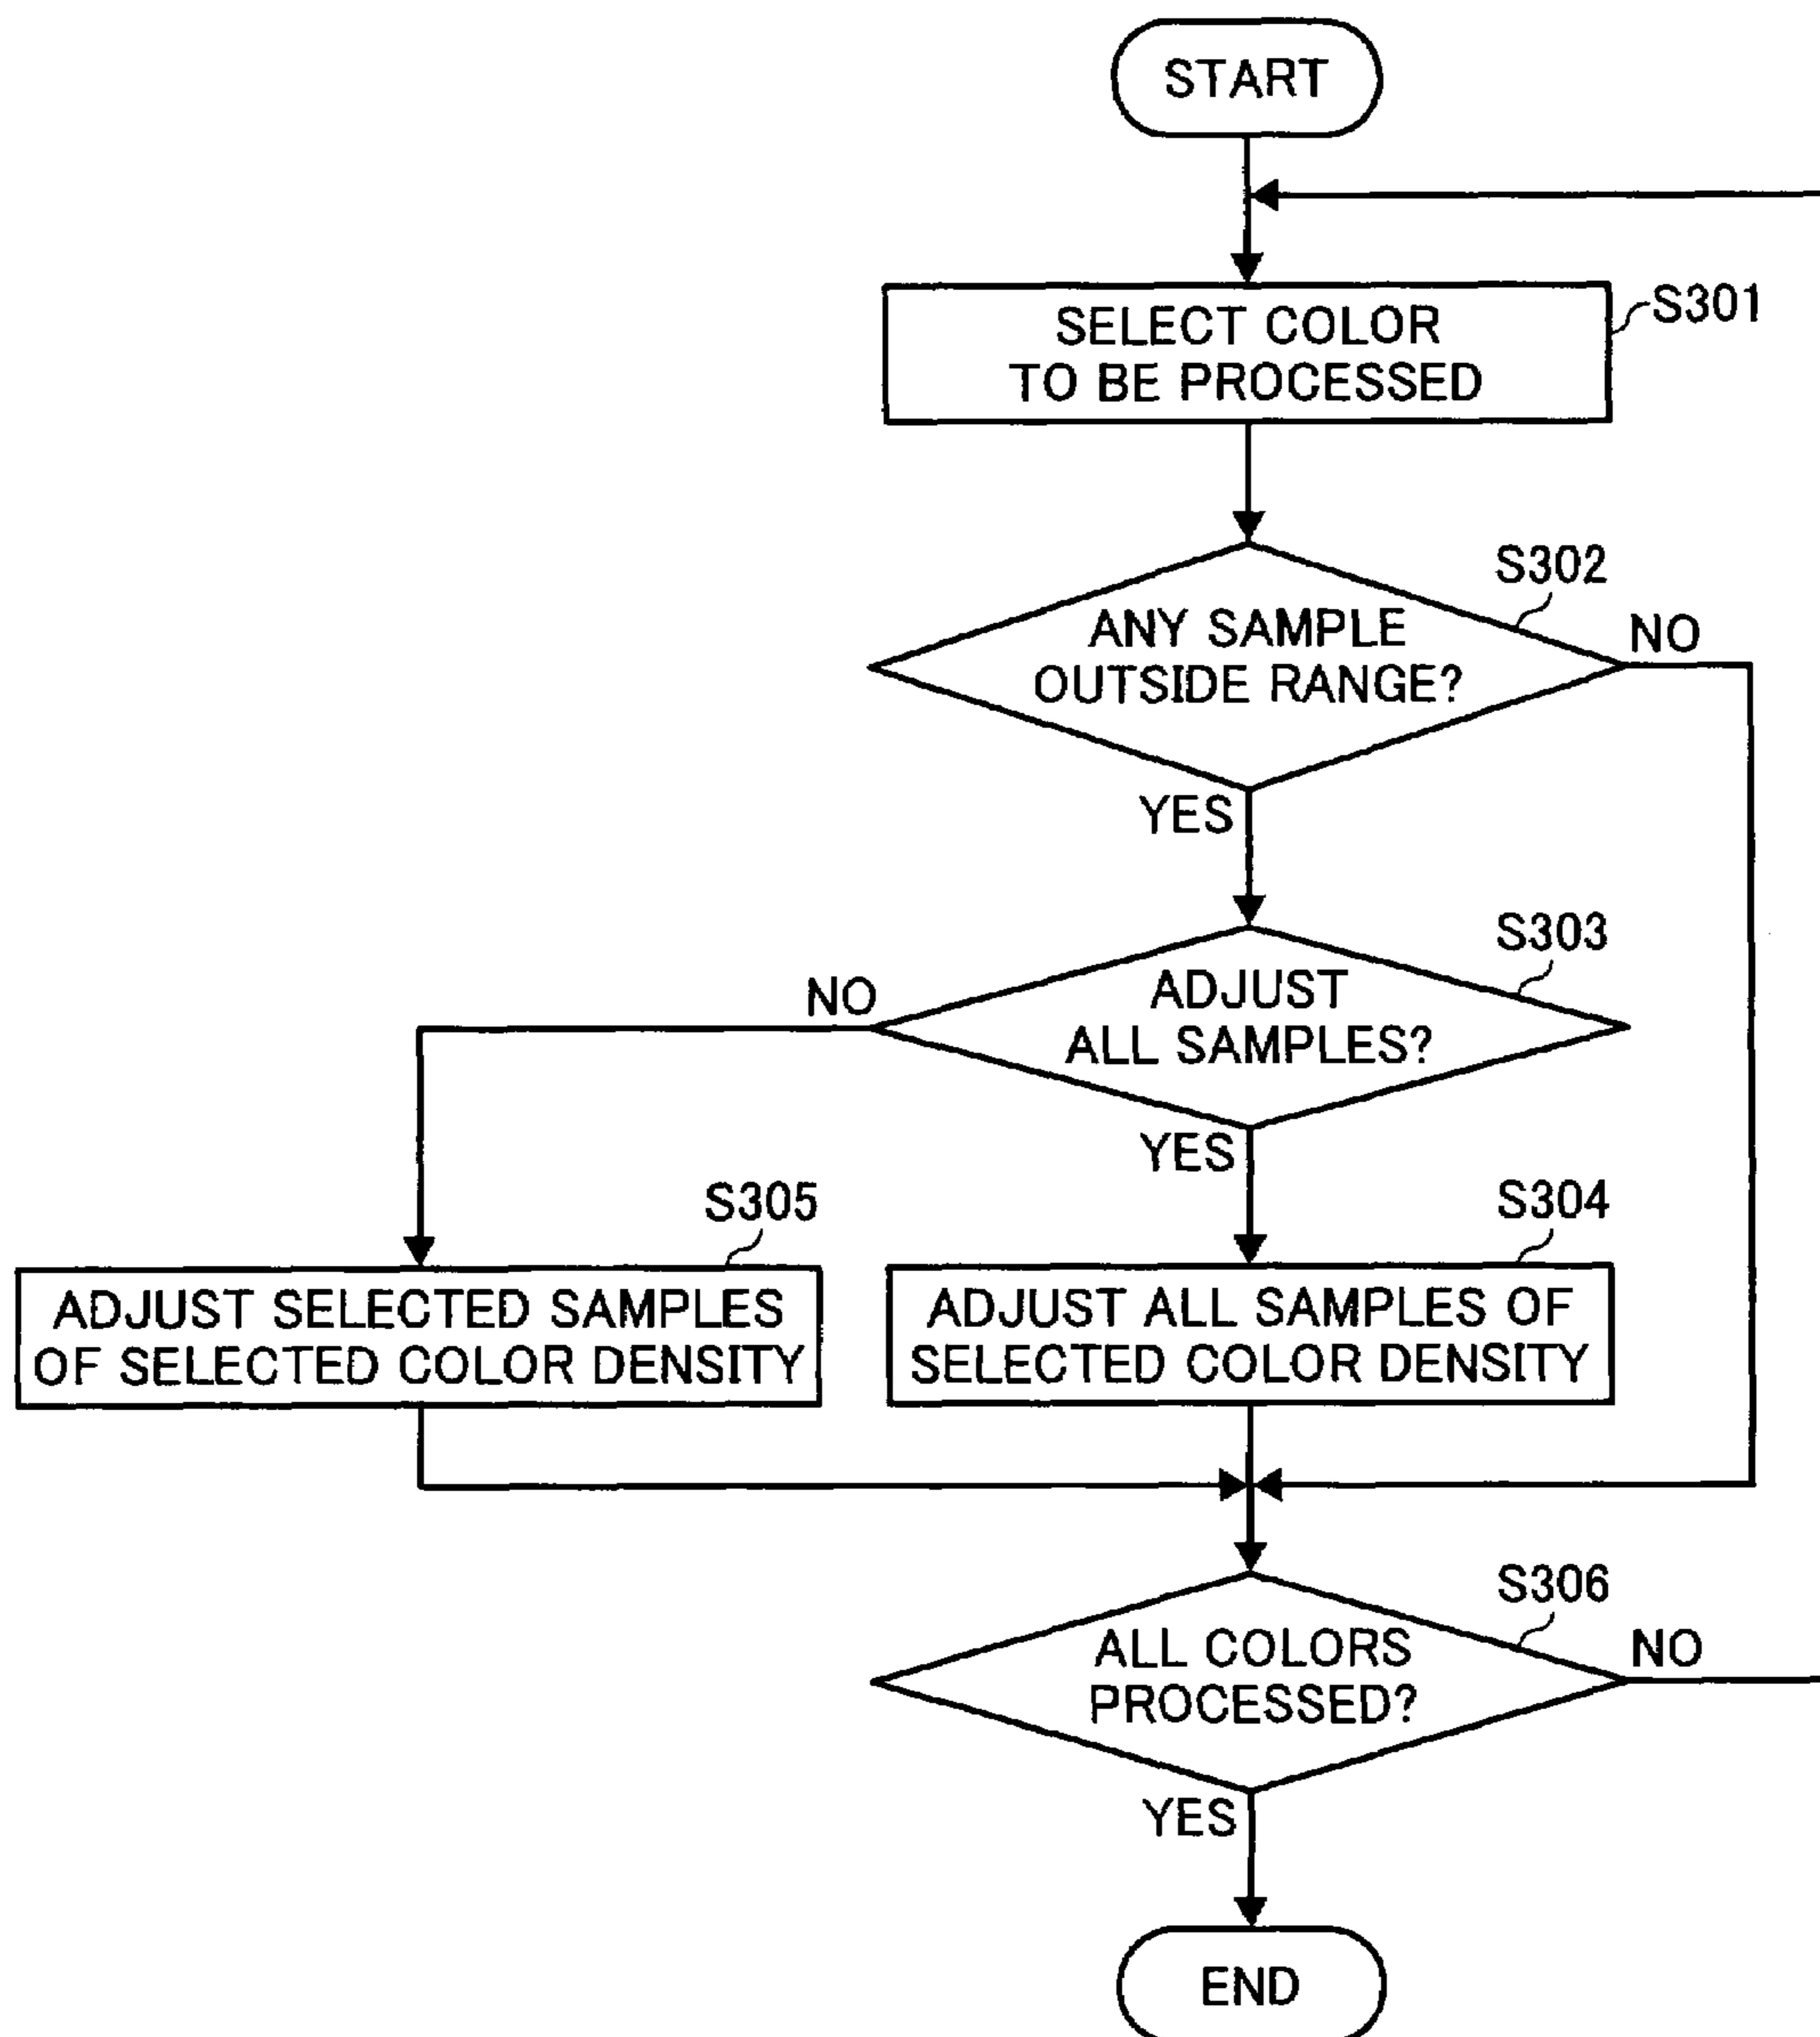 START
SELECT COLOR
TO BE PROCESSED
S301
S302
ANY SAMPLE
OUTSIDE RANGE?
NO
YES
S303
ADJUST
ALL SAMPLES?
NO
YES
S305
ADJUST SELECTED SAMPLES
OF SELECTED COLOR DENSITY
S304
ADJUST ALL SAMPLES OF
SELECTED COLOR DENSITY
S306
ALL COLORS
PROCESSED?
NO
YES
END